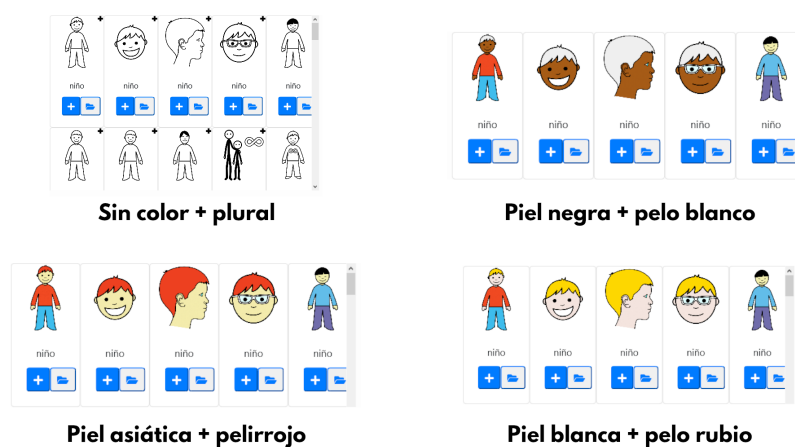 niño niño niño niño niño
Sin color + plural
niño niño niño niño niño
Piel negra + pelo blanco
niño niño niño niño niño
Piel asiática + pelirrojo
niño niño niño niño niño
Piel blanca + pelo rubio